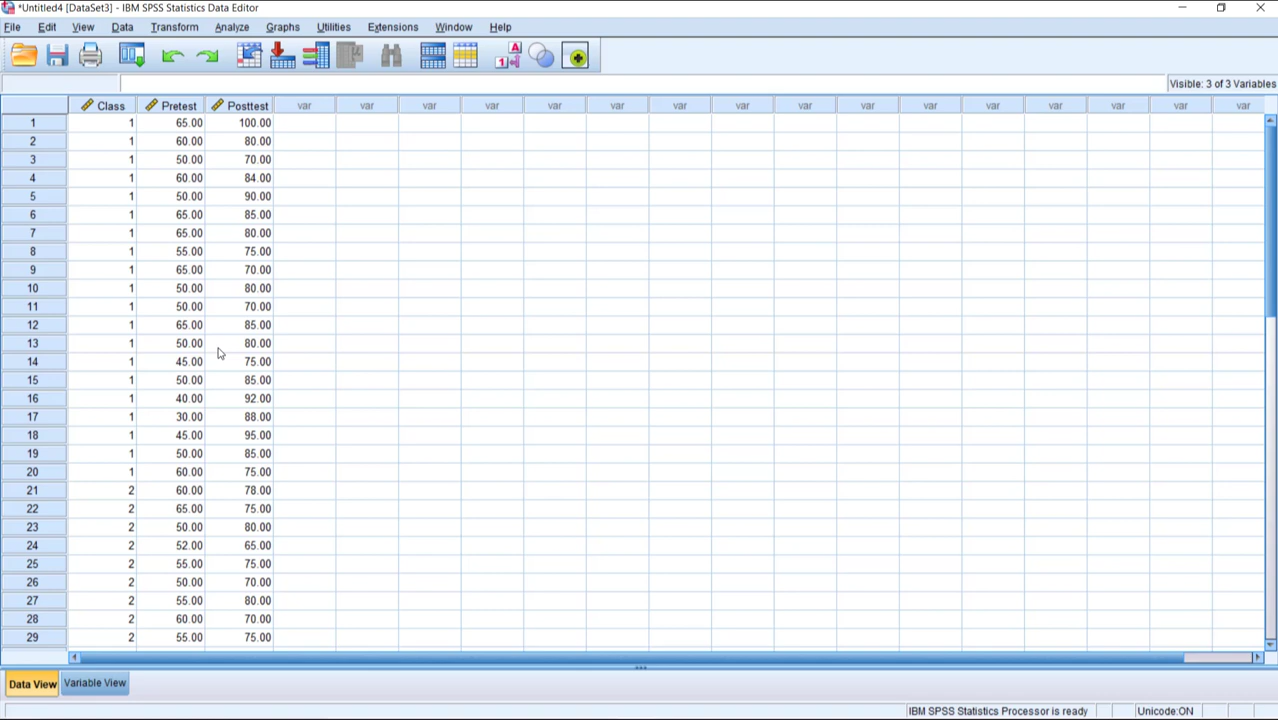 *Untitled4 [DataSet3] - IBM SPSS Statistics Data Editor
File Edit View Data Transform Analyze Graphs Utilities Extensions Window Help
Visible: 3 of 3 Variables
Class Pretest Posttest var var var var var var var var var var var var var var var var
1 1 65.00 100.00
2 1 60.00 80.00
3 1 50.00 70.00
4 1 60.00 84.00
5 1 50.00 90.00
6 1 65.00 85.00
7 1 65.00 80.00
8 1 55.00 75.00
9 1 65.00 70.00
10 1 50.00 80.00
11 1 50.00 70.00
12 1 65.00 85.00
13 1 50.00 80.00
14 1 45.00 75.00
15 1 50.00 85.00
16 1 40.00 92.00
17 1 30.00 88.00
18 1 45.00 95.00
19 1 50.00 85.00
20 1 60.00 75.00
21 2 60.00 78.00
22 2 65.00 75.00
23 2 50.00 80.00
24 2 52.00 65.00
25 2 55.00 75.00
26 2 50.00 70.00
27 2 55.00 80.00
28 2 60.00 70.00
29 2 55.00 75.00
Data View Variable View
IBM SPSS Statistics Processor is ready Unicode:ON